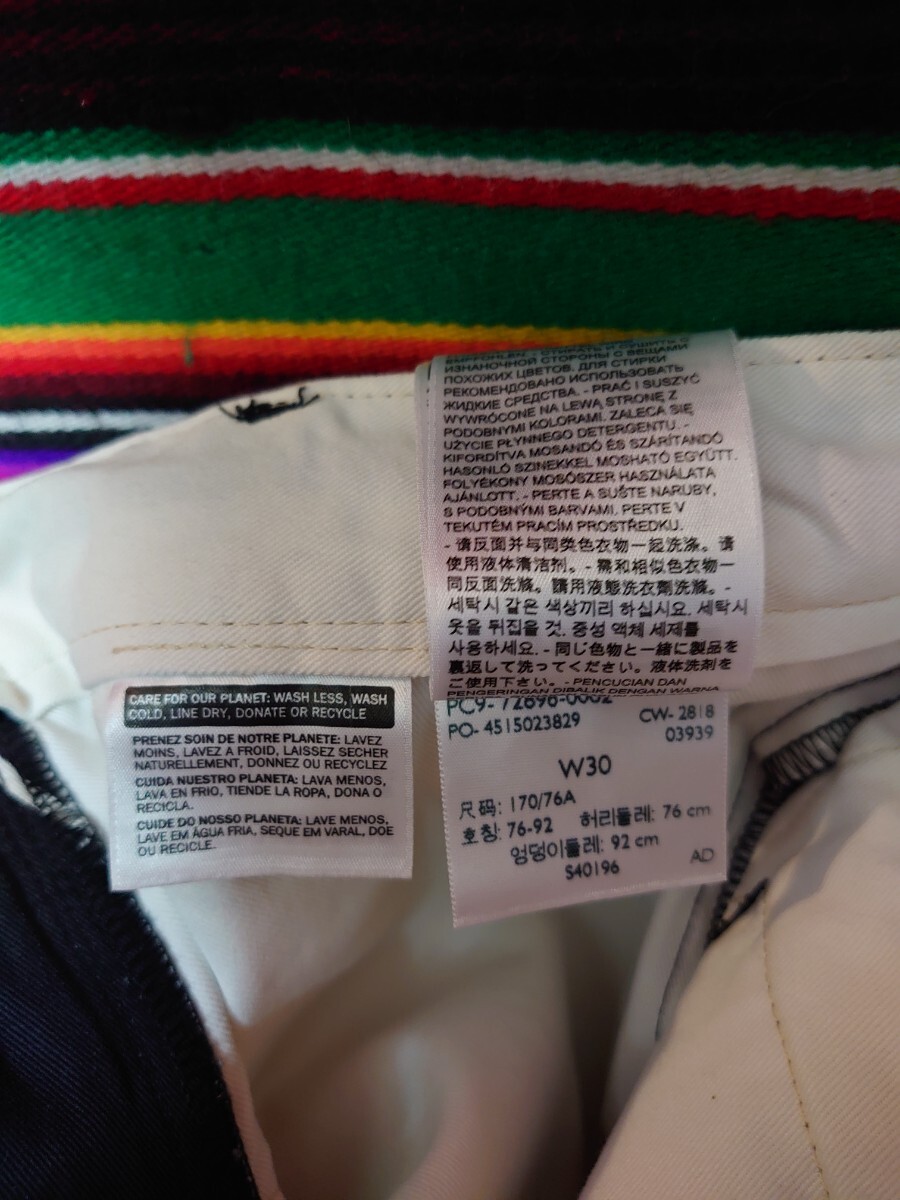 EMPFOHLEN. - СТИРАТЬ И СУШИТЬ С
ИЗНАНОЧНОЙ СТОРОНЫ С ВЕЩАМИ
ПОХОЖИХ ЦВЕТОВ. ДЛЯ СТИРКИ
РЕКОМЕНДОВАНО ИСПОЛЬЗОВАТЬ
ЖИДКИЕ СРЕДСТВА. - PRAĆ I SUSZYĆ
WYWRÓCONE NA LEWĄ STRONĘ Z
PODOBNYMI KOLORAMI. ZALECA SIĘ
UŻYCIE PŁYNNEGO DETERGENTU. -
KIFORDÍTVA MOSANDÓ ÉS SZÁRÍTANDÓ
HASONLÓ SZINEKKEL MOSHATÓ EGYÜTT.
FOLYÉKONY MOSÓSZER HASZNÁLATA
AJÁNLOTT. - PERTE A SUŠTE NARUBY,
S PODOBNÝMI BARVAMI. PERTE V
TEKUTÉM PRACÍM PROSTŘEDKU.
- 请反面并与同类色衣物一起洗涤。请
使用液体清洁剂。- 需和相似色衣物一
同反面洗滌。請用液態洗衣劑洗滌。-
세탁시 같은 색상끼리 하십시요. 세탁시
옷을 뒤집을 것. 중성 액체 세제를
사용하세요. - 同じ色物と一緒に製品を
裏返して洗ってください。液体洗剤を
ご使用下さい。- PENCUCIAN DAN
PENGERINGAN DIBALIK DENGAN WARNA
CARE FOR OUR PLANET: WASH LESS, WASH
COLD, LINE DRY, DONATE OR RECYCLE
PRENEZ SOIN DE NOTRE PLANETE: LAVEZ
MOINS, LAVEZ A FROID, LAISSEZ SECHER
NATURELLEMENT, DONNEZ OU RECYCLEZ
CUIDA NUESTRO PLANETA: LAVA MENOS,
LAVA EN FRIO, TIENDE LA ROPA, DONA O
RECICLA.
CUIDE DO NOSSO PLANETA: LAVE MENOS,
LAVE EM ÁGUA FRIA, SEQUE EM VARAL, DOE
OU RECICLE.
PC9- 72696-0002
PO- 4515023829 CW- 2818
03939
W30
尺码: 170/76A
호칭: 76-92 허리둘레: 76 cm
엉덩이둘레: 92 cm
S40196 AD